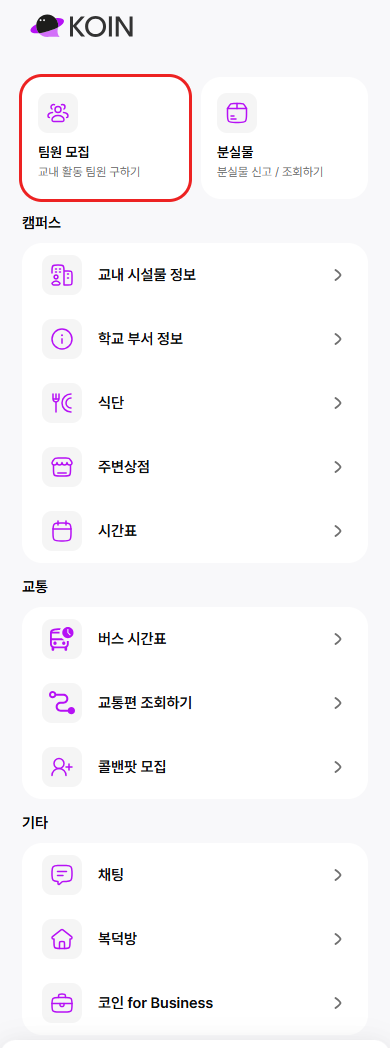 KOIN
팀원 모집
교내 활동 팀원 구하기
분실물
분실물 신고 / 조회하기
캠퍼스
교내 시설물 정보
학교 부서 정보
식단
주변상점
시간표
교통
버스 시간표
교통편 조회하기
콜밴팟 모집
기타
채팅
복덕방
코인 for Business